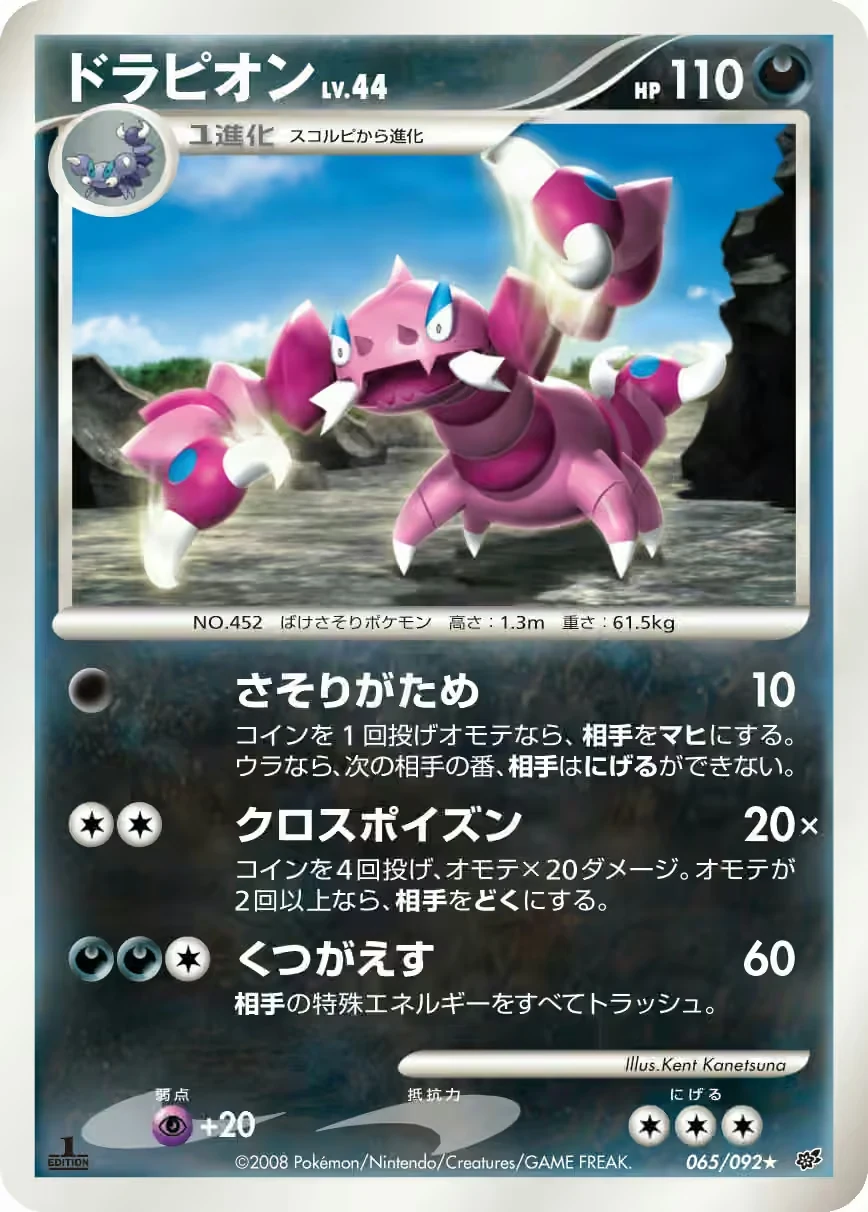 ドラピオン LV.44 HP 110
1進化 スコルピから進化
NO.452 ばけさそりポケモン 高さ：1.3m 重さ：61.5kg
さそりがため 10
コインを1回投げオモテなら、相手をマヒにする。
ウラなら、次の相手の番、相手はにげるができない。
クロスポイズン 20×
コインを4回投げ、オモテ×20ダメージ。オモテが
2回以上なら、相手をどくにする。
くつがえす 60
相手の特殊エネルギーをすべてトラッシュ。
Illus.Kent Kanetsuna
弱点 抵抗力 にげる
+20
1 EDITION
©2008 Pokémon/Nintendo/Creatures/GAME FREAK. 065/092★